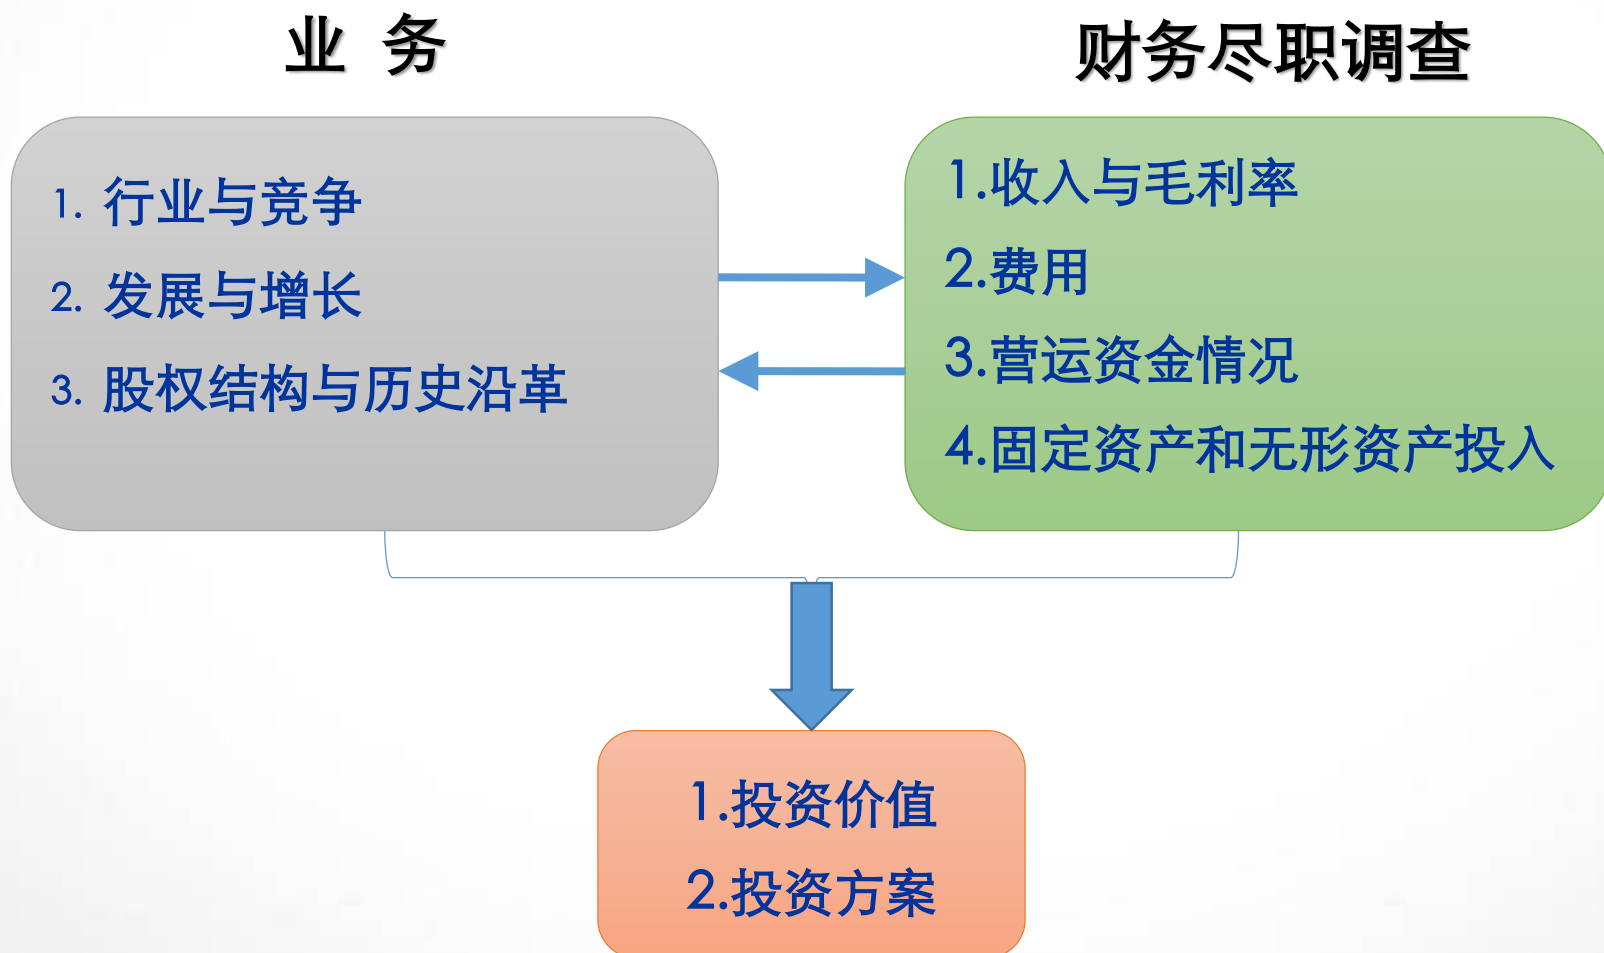 业 务
1. 行业与竞争
2. 发展与增长
3. 股权结构与历史沿革
财务尽职调查
1.收入与毛利率
2.费用
3.营运资金情况
4.固定资产和无形资产投入
1.投资价值
2.投资方案